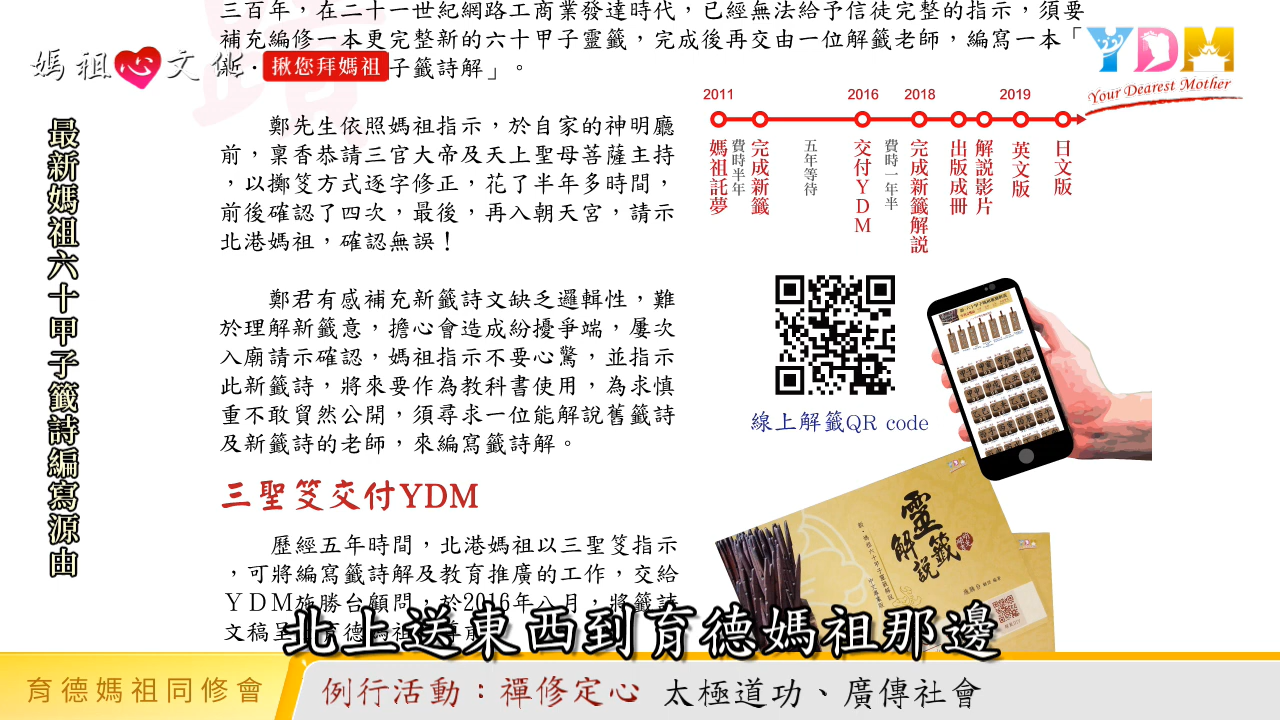 三百年，在二十一世紀網路工商業發達時代，已經無法給予信徒完整的指示，須要
補充編修一本更完整新的六十甲子靈籤，完成後再交由一位解籤老師，編寫一本「
子籤詩解」。
媽祖心文化．揪您拜媽祖
YDM
Your Dearest Mother
最新媽祖六十甲子籤詩編寫源由
鄭先生依照媽祖指示，於自家的神明廳
前，稟香恭請三官大帝及天上聖母菩薩主持
，以擲筊方式逐字修正，花了半年多時間，
前後確認了四次，最後，再入朝天宮，請示
北港媽祖，確認無誤！
鄭君有感補充新籤詩文缺乏邏輯性，難
於理解新籤意，擔心會造成紛擾爭端，屢次
入廟請示確認，媽祖指示不要心驚，並指示
此新籤詩，將來要作為教科書使用，為求慎
重不敢貿然公開，須尋求一位能解說舊籤詩
及新籤詩的老師，來編寫籤詩解。
三聖筊交付YDM
歷經五年時間，北港媽祖以三聖筊指示
，可將編寫籤詩解及教育推廣的工作，交給
ＹＤＭ施勝台顧問，於2016年八月，將籤詩
文稿呈
2011
2016
2018
2019
媽祖託夢
費時半年
完成新籤
五年等待
交付ＹＤＭ
費時一年半
完成新籤解說
出版成冊
解說影片
英文版
日文版
線上解籤QR code
靈籤解說
北上送東西到育德媽祖那邊
育德媽祖同修會
例行活動：禪修定心 太極道功、廣傳社會